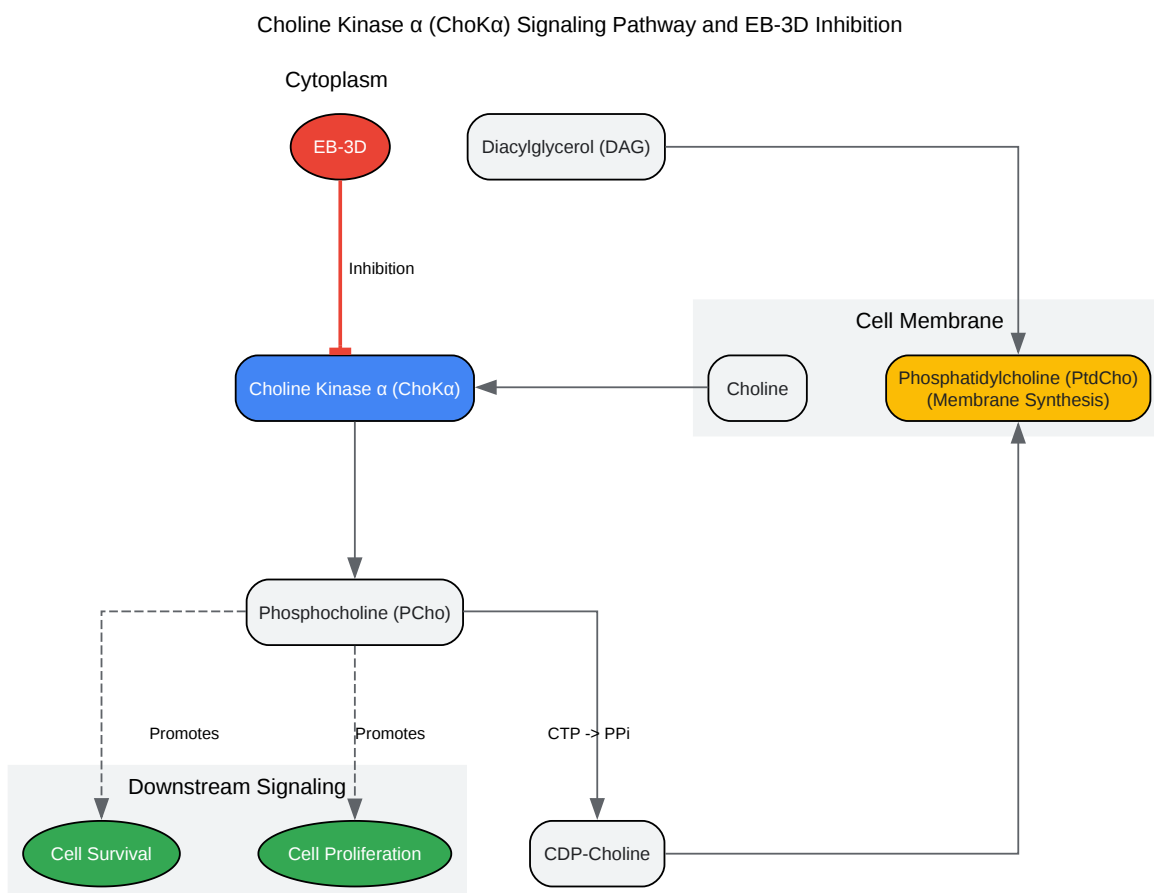 Choline Kinase α (ChoKα) Signaling Pathway and EB-3D Inhibition
Cytoplasm
EB-3D
Diacylglycerol (DAG)
Inhibition
Cell Membrane
Choline Kinase α (ChoKα)
Choline
Phosphatidylcholine (PtdCho)
(Membrane Synthesis)
Phosphocholine (PCho)
Promotes
Promotes
CTP -> PPi
Downstream Signaling
Cell Survival
Cell Proliferation
CDP-Choline